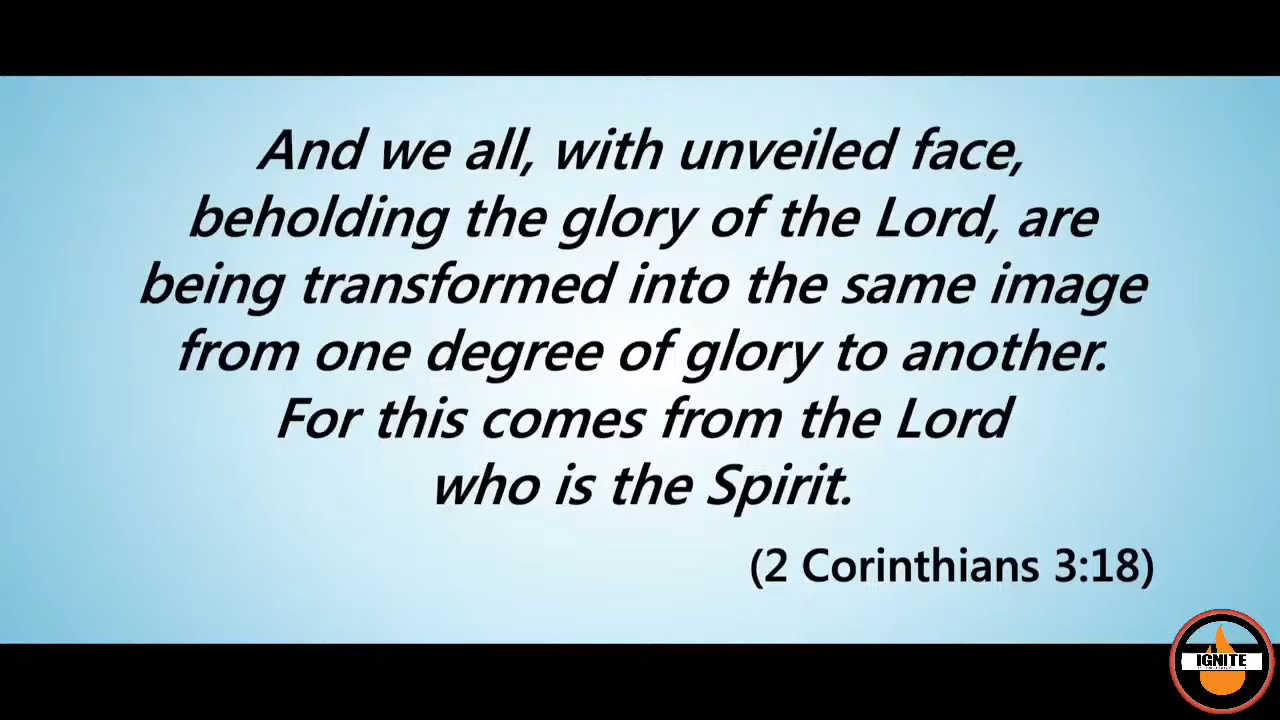 And we all, with unveiled face,
beholding the glory of the Lord, are
being transformed into the same image
from one degree of glory to another.
For this comes from the Lord
who is the Spirit.
(2 Corinthians 3:18)
IGNITE